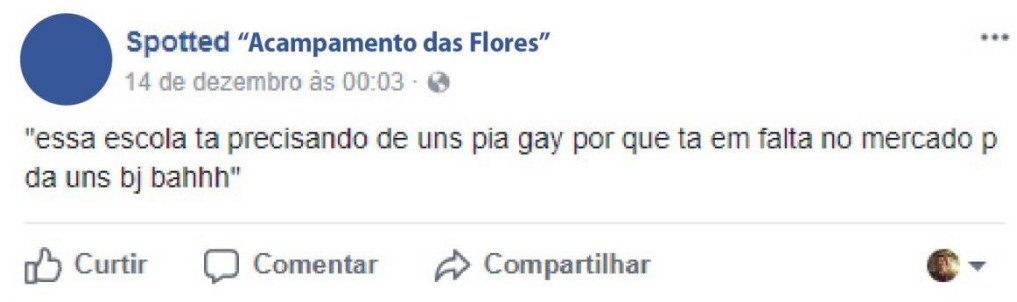 Spotted “Acampamento das Flores”
14 de dezembro às 00:03 ·
"essa escola ta precisando de uns pia gay por que ta em falta no mercado p
da uns bj bahhh"
Curtir Comentar Compartilhar